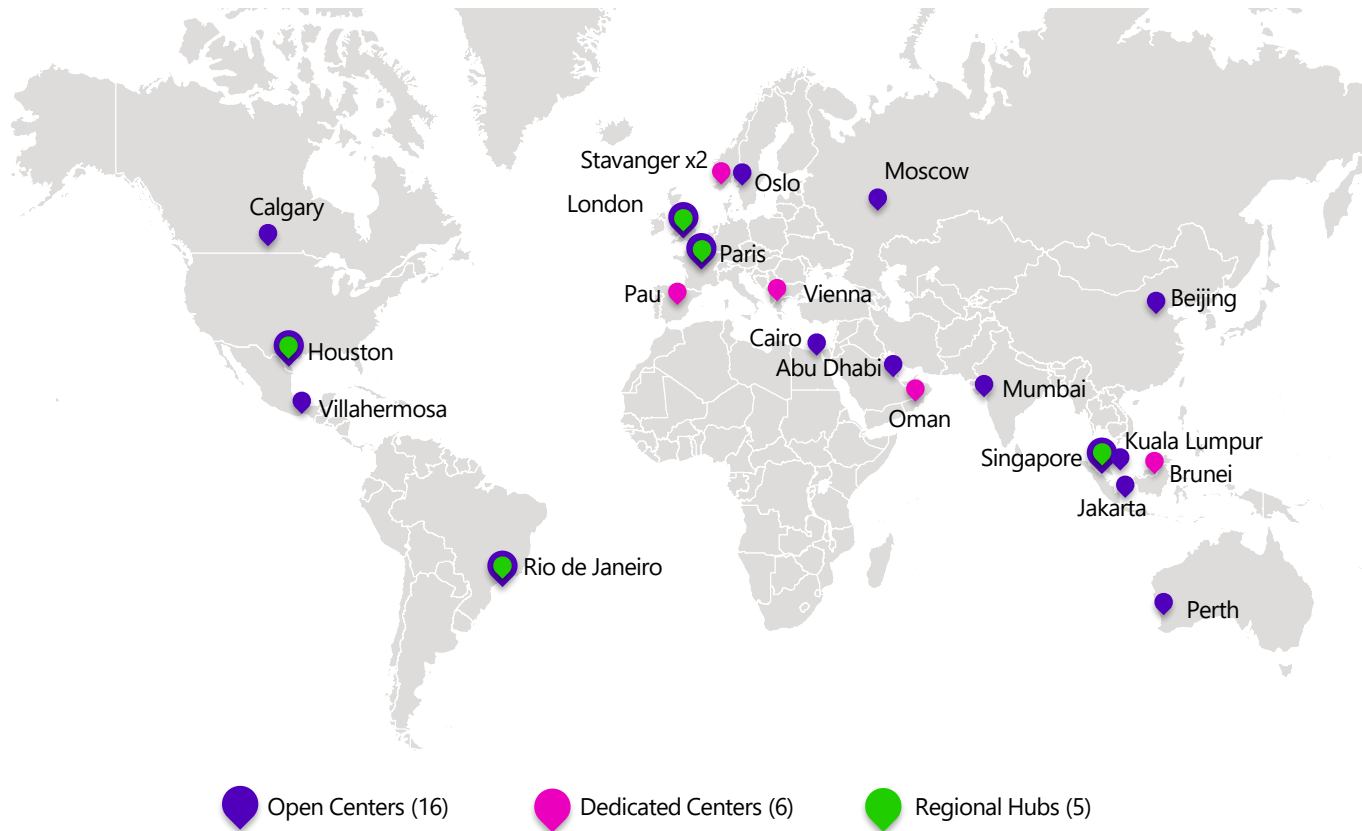 Stavanger x2
Oslo
Moscow
London
Calgary
Paris
Pau
Vienna
Beijing
Houston
Cairo
Abu Dhabi
Mumbai
Villahermosa
Oman
Kuala Lumpur
Singapore
Brunei
Jakarta
Rio de Janeiro
Perth
Open Centers (16)
Dedicated Centers (6)
Regional Hubs (5)